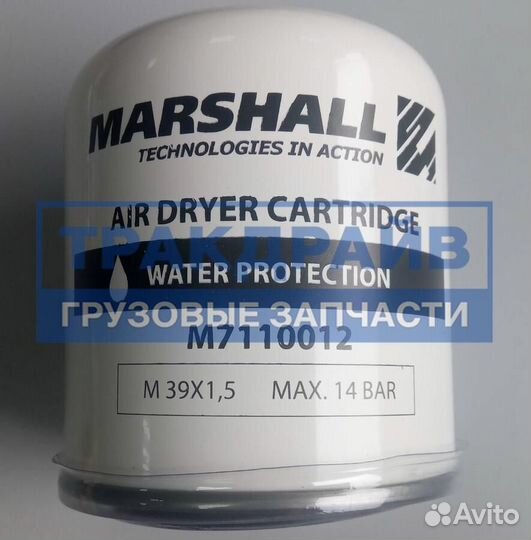 MARSHALL
TECHNOLOGIES IN ACTION
AIR DRYER CARTRIDGE
ТРАКДРАЙВ
WATER PROTECTION
ГРУЗОВЫЕ ЗАПЧАСТИ
M7110012
M 39X1,5 MAX. 14 BAR
Avito